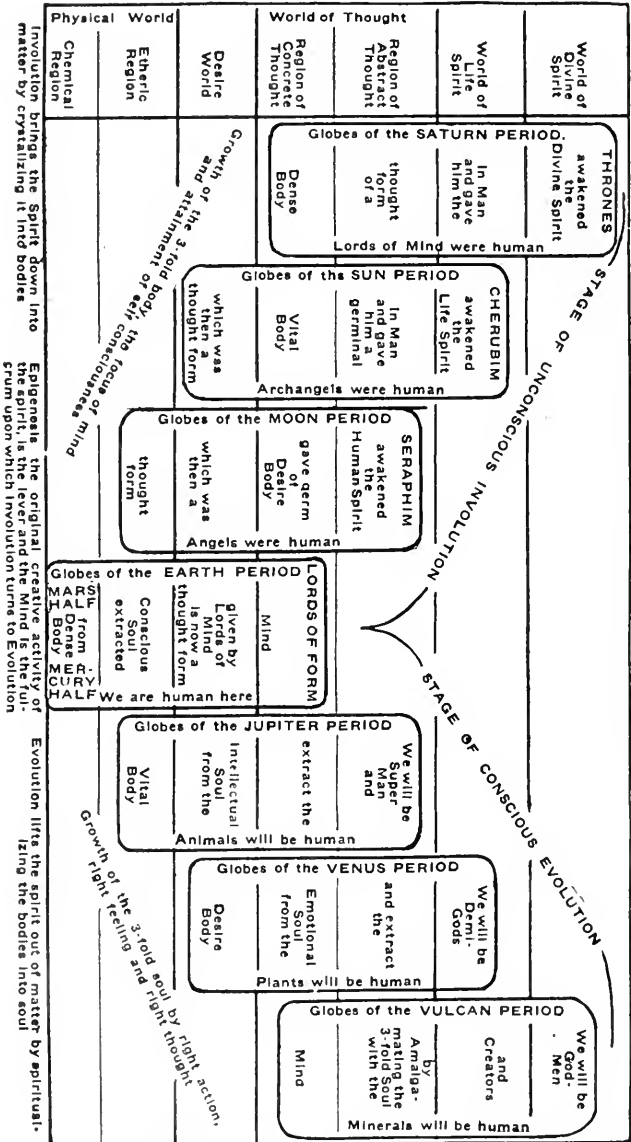 Physical World
World of Thought
World of
Divine
Spirit
World of
Life
Spirit
Region of
Abstract
Thought
Region of
Concrete
Thought
Desire
World
Etheric
Region
Chemical
Region
Globes of the SATURN PERIOD.
THRONES
awakened
the
Divine Spirit
In Man
and gave
him the
thought
form
of a
Dense
Body
Lords of Mind were human
Globes of ths SUN PERIOD
CHERUBIM
awakened
the
Life Spirit
In Man
and gave
him a
germinal
Vital
Body
which was
then a
thought form
Archangels were human
Globes of the MOON PERIOD
SERAPHIM
awakened
the
Human Spirit
gave germ
of
Desire
Body
which was
then a
thought
form
Angels were human
Globes of the EARTH PERIOD
LORDS OF FORM
Mind
given by
Lords of
Mind
is now a
thought form
Conscious
Soul
extracted
from
Dense
Body
MARS
HALF
MER-
CURY
HALF
We are human here
Globes of the JUPITER PERIOD
We will be
Super
Man
and
extract the
Intellectual
Soul
from the
Vital
Body
Animals will be human
Globes of the VENUS PERIOD
We will be
Demi-
Gods
and extract
the
Emotional
Soul
from the
Desire
Body
Plants will be human
Globes of the VULCAN PERIOD
We will be
God-
Men
and
Creators
by
Amalga-
mating the
3-fold Soul
with the
Mind
Minerals will be human
STAGE OF UNCONSCIOUS INVOLUTION
STAGE OF CONSCIOUS EVOLUTION
Growth of the 3-fold body, the focus of mind
and attainment of self consciousness
Growth of the 3-fold soul by right action,
right feeling and right thought
Involution brings the Spirit down into
matter by crystalizing it into bodies
Epigenesis the original creative activity of
the spirit, is the lever and the Mind is the ful-
crum upon which Involution turns to Evolution
Evolution lifts the spirit out of matter by spiritual-
izing the bodies into soul